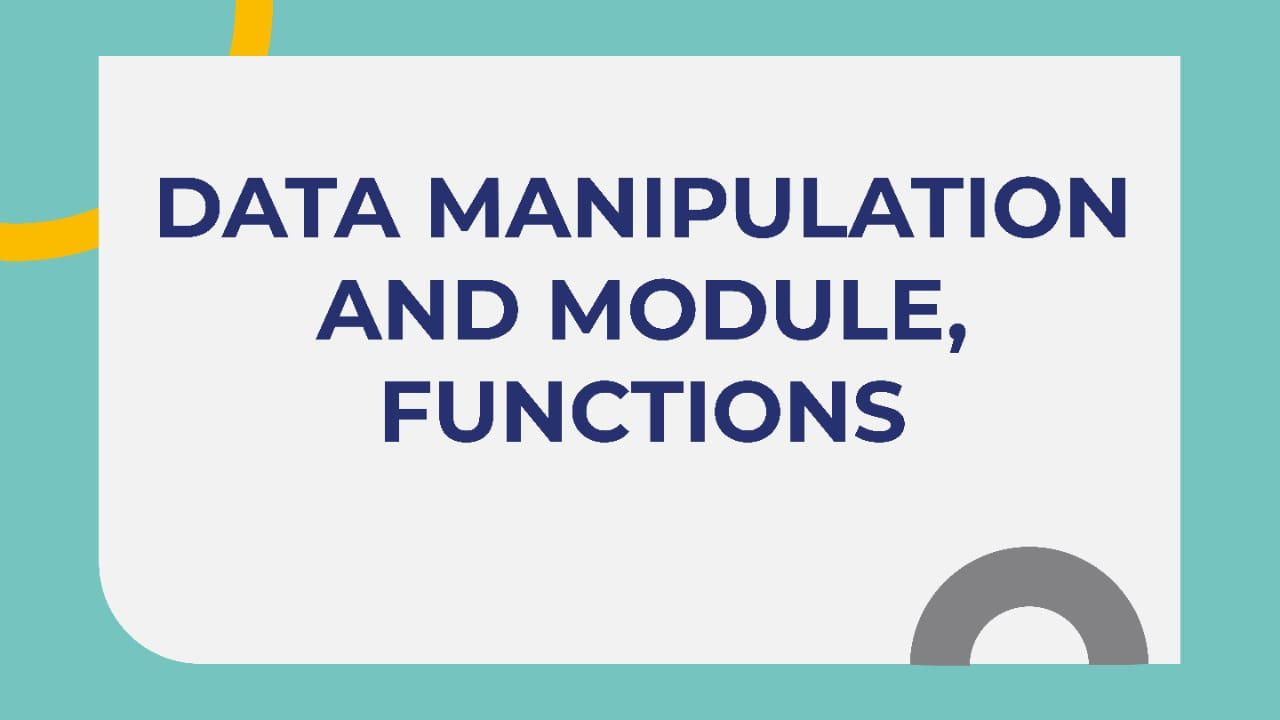 DATA MANIPULATION
AND MODULE,
FUNCTIONS